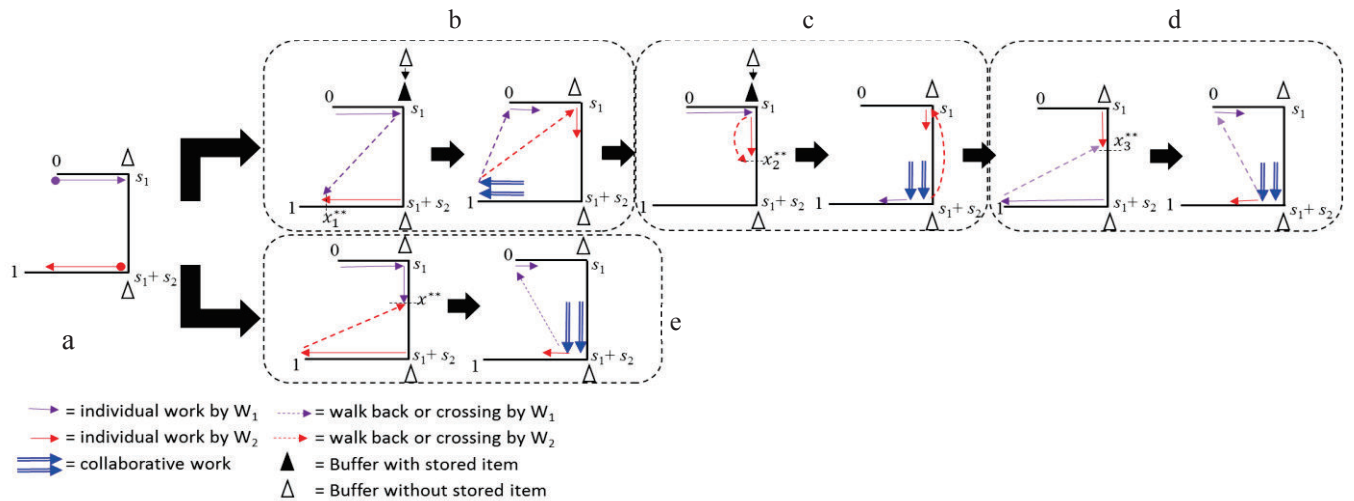 b
c
d
0
s1
x1**
1
s1 + s2
0
s1
1
s1 + s2
0
s1
x2**
1
s1 + s2
0
s1
1
s1 + s2
0
s1
x3**
1
s1 + s2
0
s1
1
s1 + s2
0
s1
1
s1 + s2
a
0
s1
x**
1
s1 + s2
0
s1
1
s1 + s2
e
= individual work by W1
= individual work by W2
= collaborative work
= walk back or crossing by W1
= walk back or crossing by W2
= Buffer with stored item
= Buffer without stored item